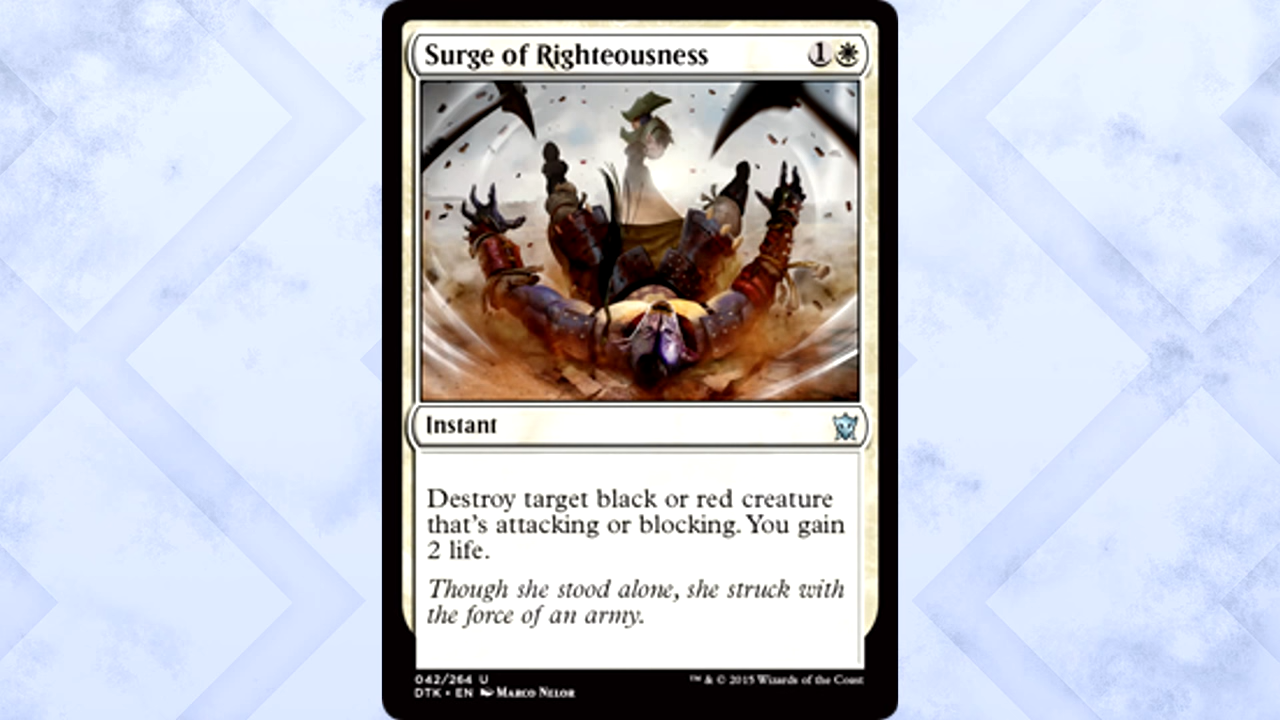 Surge of Righteousness 1
Instant
Destroy target black or red creature
that's attacking or blocking. You gain
2 life.
Though she stood alone, she struck with
the force of an army.
042/264 U
™ & © 2015 Wizards of the Coast
DTK • EN Marco Nelor